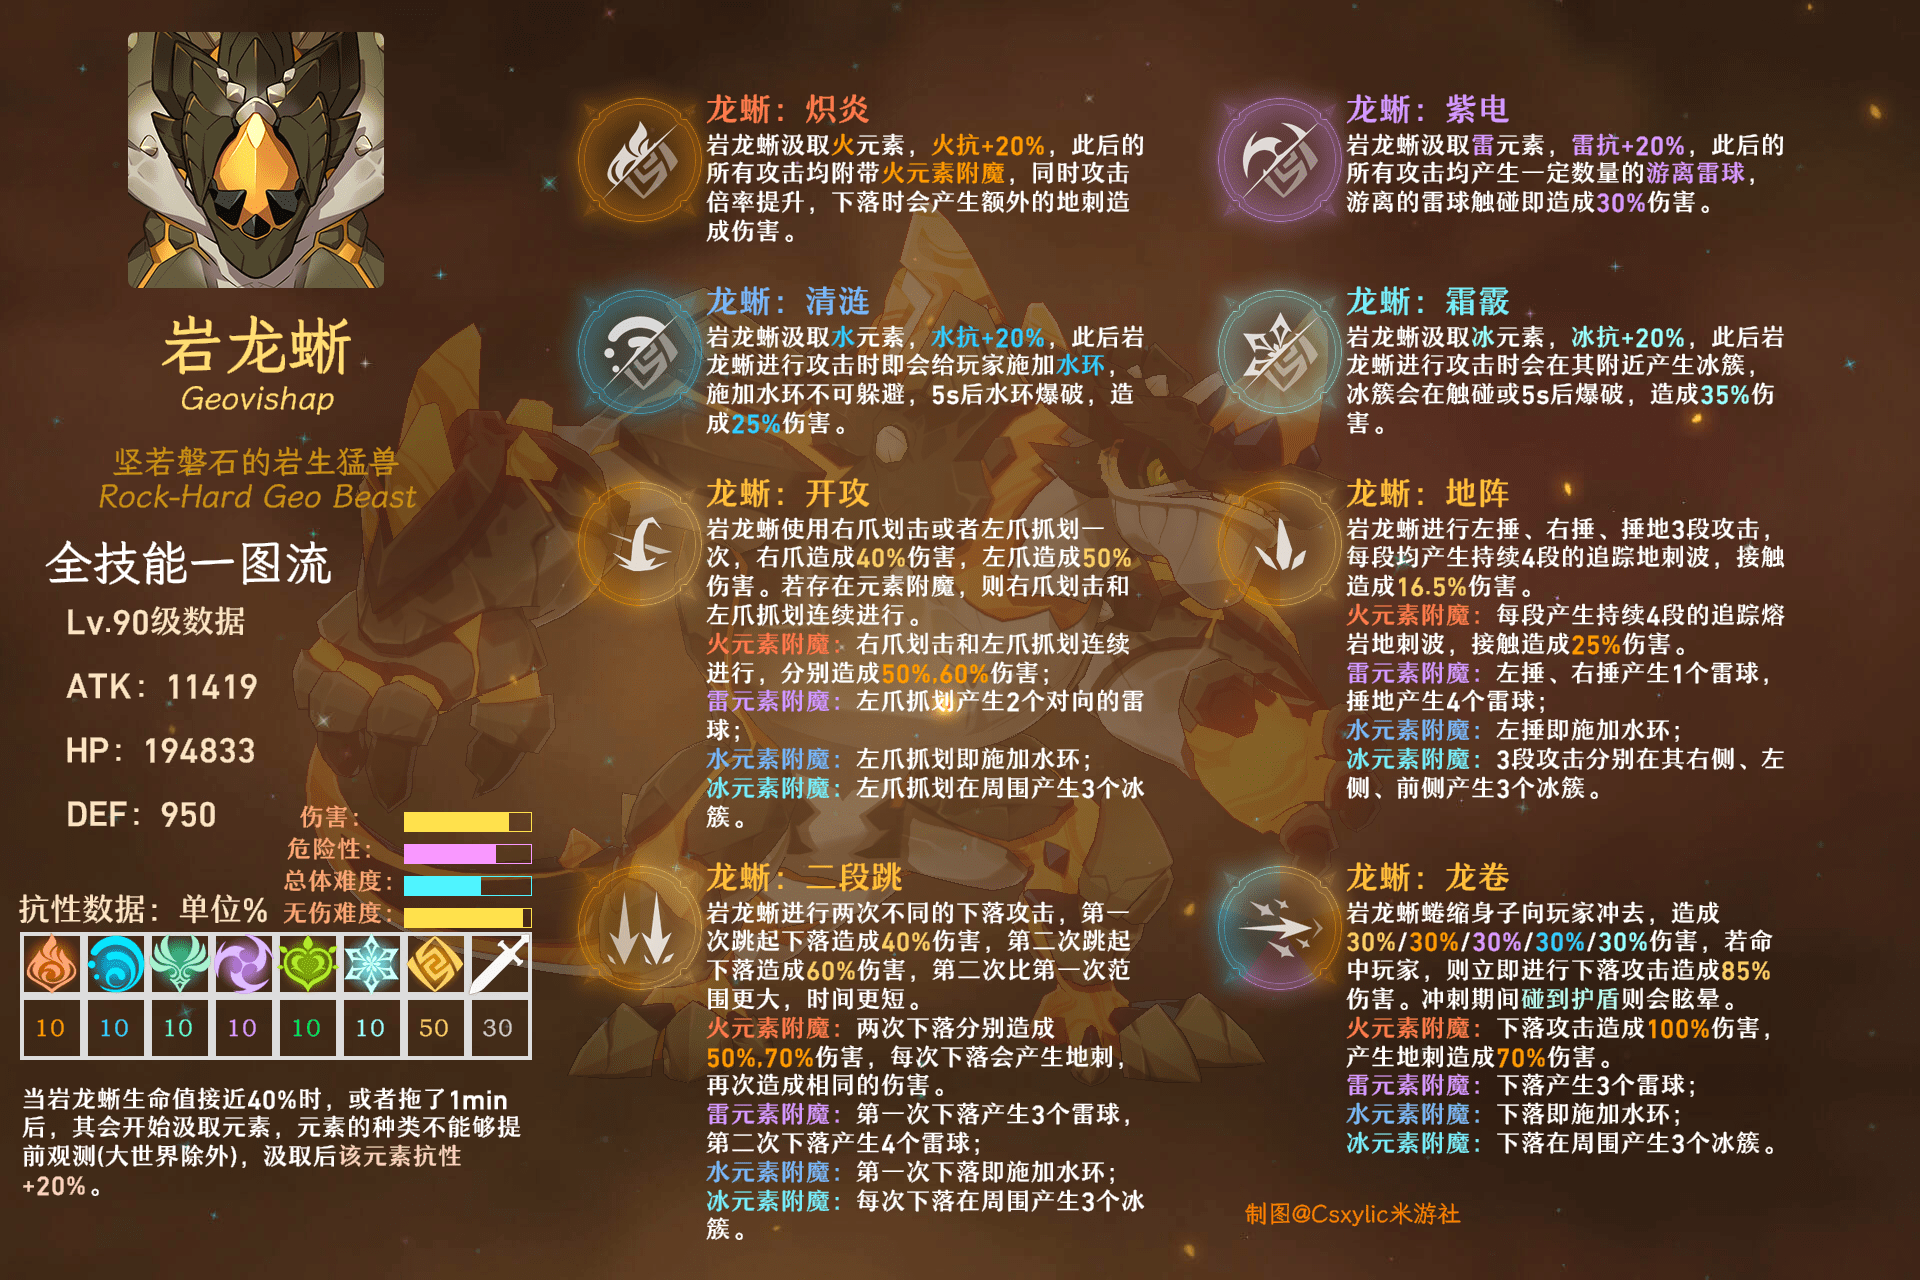 岩龙蜥
Geovishap
坚若磐石的岩生猛兽
Rock-Hard Geo Beast
全技能一图流
Lv.90级数据
ATK：11419
HP：194833
DEF：950
伤害：
危险性：
总体难度：
无伤难度：
抗性数据：单位%
10 10 10 10 10 10 50 30
当岩龙蜥生命值接近40%时，或者拖了1min
后，其会开始汲取元素，元素的种类不能够提
前观测(大世界除外)，汲取后该元素抗性
+20%。
龙蜥：炽炎
岩龙蜥汲取火元素，火抗+20%，此后的
所有攻击均附带火元素附魔，同时攻击
倍率提升，下落时会产生额外的地刺造
成伤害。
龙蜥：清涟
岩龙蜥汲取水元素，水抗+20%，此后岩
龙蜥进行攻击时即会给玩家施加水环，
施加水环不可躲避，5s后水环爆破，造
成25%伤害。
龙蜥：开攻
岩龙蜥使用右爪划击或者左爪抓划一
次，右爪造成40%伤害，左爪造成50%
伤害。若存在元素附魔，则右爪划击和
左爪抓划连续进行。
火元素附魔：右爪划击和左爪抓划连续
进行，分别造成50%,60%伤害；
雷元素附魔：左爪抓划产生2个对向的雷
球；
水元素附魔：左爪抓划即施加水环；
冰元素附魔：左爪抓划在周围产生3个冰
簇。
龙蜥：二段跳
岩龙蜥进行两次不同的下落攻击，第一
次跳起下落造成40%伤害，第二次跳起
下落造成60%伤害，第二次比第一次范
围更大，时间更短。
火元素附魔：两次下落分别造成
50%,70%伤害，每次下落会产生地刺，
再次造成相同的伤害。
雷元素附魔：第一次下落产生3个雷球，
第二次下落产生4个雷球；
水元素附魔：第一次下落即施加水环；
冰元素附魔：每次下落在周围产生3个冰
簇。
龙蜥：紫电
岩龙蜥汲取雷元素，雷抗+20%，此后的
所有攻击均产生一定数量的游离雷球，
游离的雷球触碰即造成30%伤害。
龙蜥：霜霰
岩龙蜥汲取冰元素，冰抗+20%，此后岩
龙蜥进行攻击时会在其附近产生冰簇，
冰簇会在触碰或5s后爆破，造成35%伤
害。
龙蜥：地阵
岩龙蜥进行左捶、右捶、捶地3段攻击，
每段均产生持续4段的追踪地刺波，接触
造成16.5%伤害。
火元素附魔：每段产生持续4段的追踪熔
岩地刺波，接触造成25%伤害。
雷元素附魔：左捶、右捶产生1个雷球，
捶地产生4个雷球；
水元素附魔：左捶即施加水环；
冰元素附魔：3段攻击分别在其右侧、左
侧、前侧产生3个冰簇。
龙蜥：龙卷
岩龙蜥蜷缩身子向玩家冲去，造成
30%/30%/30%/30%/30%伤害，若命
中玩家，则立即进行下落攻击造成85%
伤害。冲刺期间碰到护盾则会眩晕。
火元素附魔：下落攻击造成100%伤害，
产生地刺造成70%伤害。
雷元素附魔：下落产生3个雷球；
水元素附魔：下落即施加水环；
冰元素附魔：下落在周围产生3个冰簇。
制图@Csxylic米游社